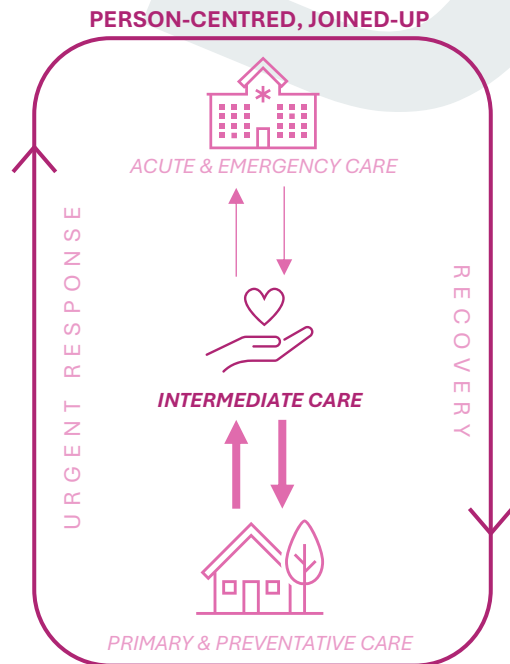 PERSON-CENTRED, JOINED-UP
ACUTE & EMERGENCY CARE
URGENT RESPONSE
RECOVERY
INTERMEDIATE CARE
PRIMARY & PREVENTATIVE CARE